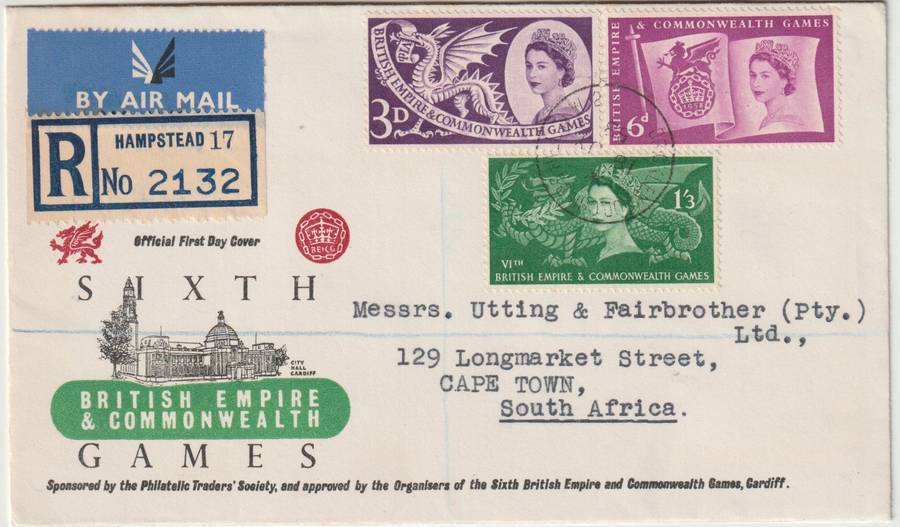 BY AIR MAIL
R
HAMPSTEAD 17
No 2132
BRITISH EMPIRE & COMMONWEALTH GAMES
3D
BRITISH EMPIRE & COMMONWEALTH GAMES
6d
1'3
VITH
BRITISH EMPIRE & COMMONWEALTH GAMES
Official First Day Cover
BE&CG
SIXTH
CITY
HALL
CARDIFF
BRITISH EMPIRE
& COMMONWEALTH
GAMES
Messrs. Utting & Fairbrother (Pty.)
Ltd.,
129 Longmarket Street,
CAPE TOWN,
South Africa.
Sponsored by the Philatelic Traders' Society, and approved by the Organisers of the Sixth British Empire and Commonwealth Games, Cardiff.